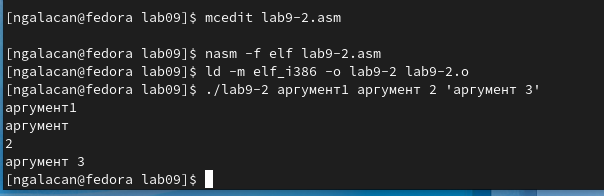 [ngalacan@fedora lab09]$ mcedit lab9-2.asm
[ngalacan@fedora lab09]$ nasm -f elf lab9-2.asm
[ngalacan@fedora lab09]$ ld -m elf_i386 -o lab9-2 lab9-2.o
[ngalacan@fedora lab09]$ ./lab9-2 аргумент1 аргумент 2 'аргумент 3'
аргумент1
аргумент
2
аргумент 3
[ngalacan@fedora lab09]$